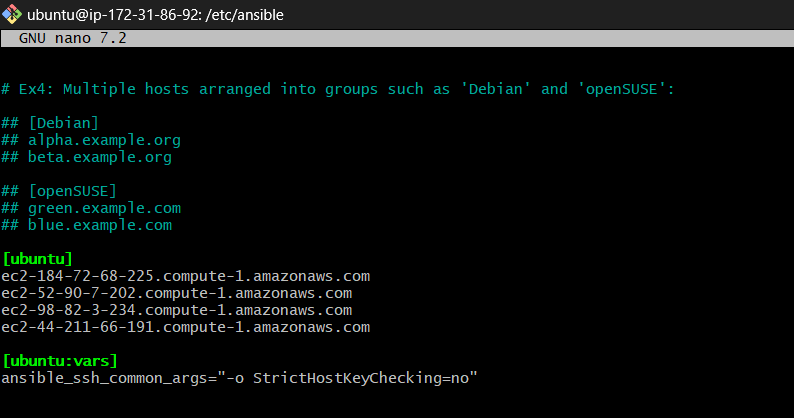 ubuntu@ip-172-31-86-92: /etc/ansible
GNU nano 7.2
# Ex4: Multiple hosts arranged into groups such as 'Debian' and 'openSUSE':
## [Debian]
## alpha.example.org
## beta.example.org
## [openSUSE]
## green.example.com
## blue.example.com
[ubuntu]
ec2-184-72-68-225.compute-1.amazonaws.com
ec2-52-90-7-202.compute-1.amazonaws.com
ec2-98-82-3-234.compute-1.amazonaws.com
ec2-44-211-66-191.compute-1.amazonaws.com
[ubuntu:vars]
ansible_ssh_common_args="-o StrictHostKeyChecking=no"